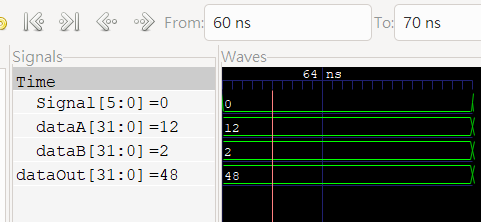 From: 60 ns To: 70 ns
Signals Waves
Time 64 ns
Signal[5:0]=0 0
dataA[31:0]=12 12
dataB[31:0]=2 2
dataOut[31:0]=48 48